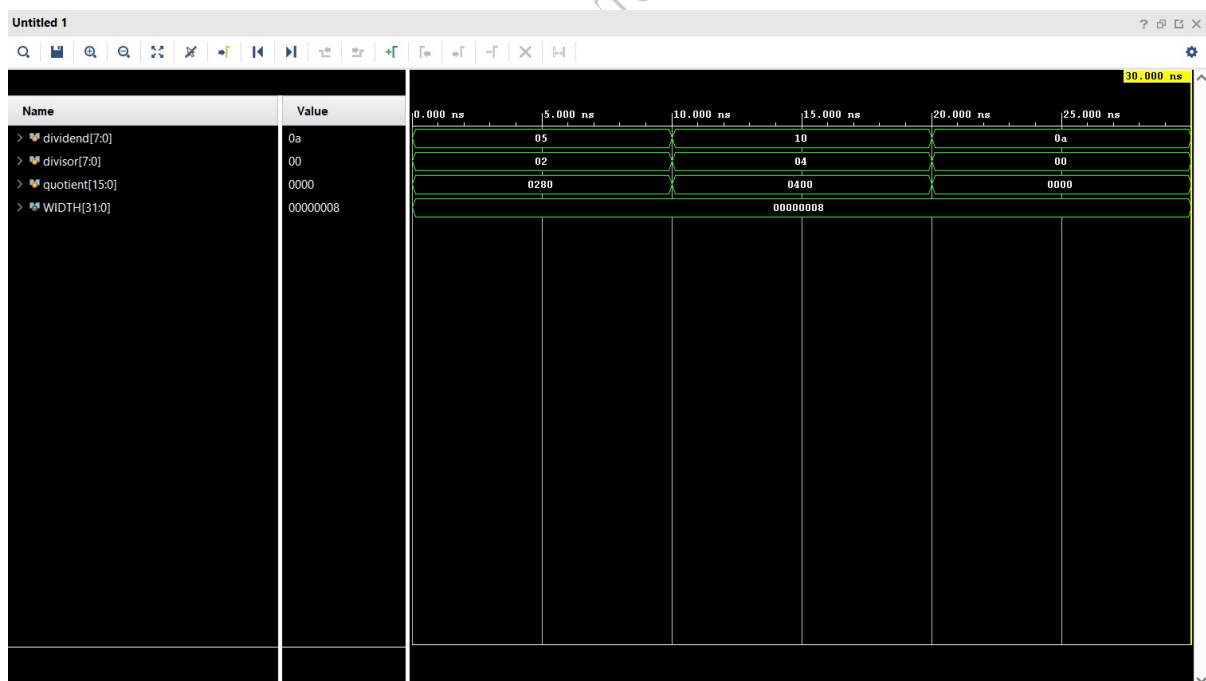 Untitled 1
?
30.000 ns
Name Value 0.000 ns 5.000 ns 10.000 ns 15.000 ns 20.000 ns 25.000 ns
dividend[7:0] 0a 05 10 0a
divisor[7:0] 00 02 04 00
quotient[15:0] 0000 0280 0400 0000
WIDTH[31:0] 00000008 00000008